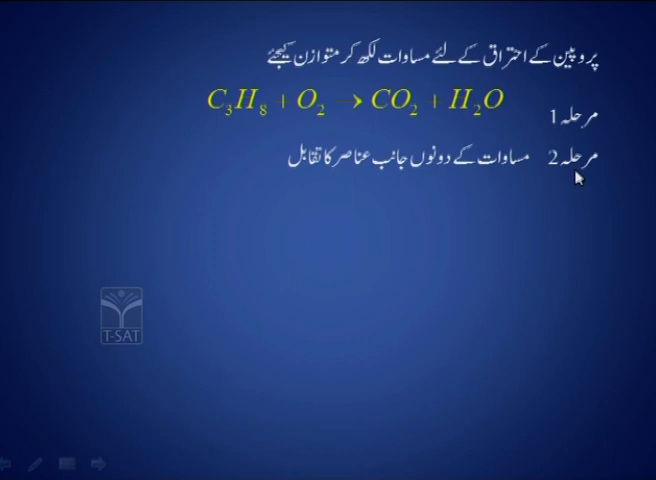 پروپین کے احتراق کے لئے مساوات لکھ کر متوازن کیجئے
مرحلہ 1 C₃H₈ + O₂ → CO₂ + H₂O
مرحلہ 2 مساوات کے دونوں جانب عناصر کا تقابل
T-SAT